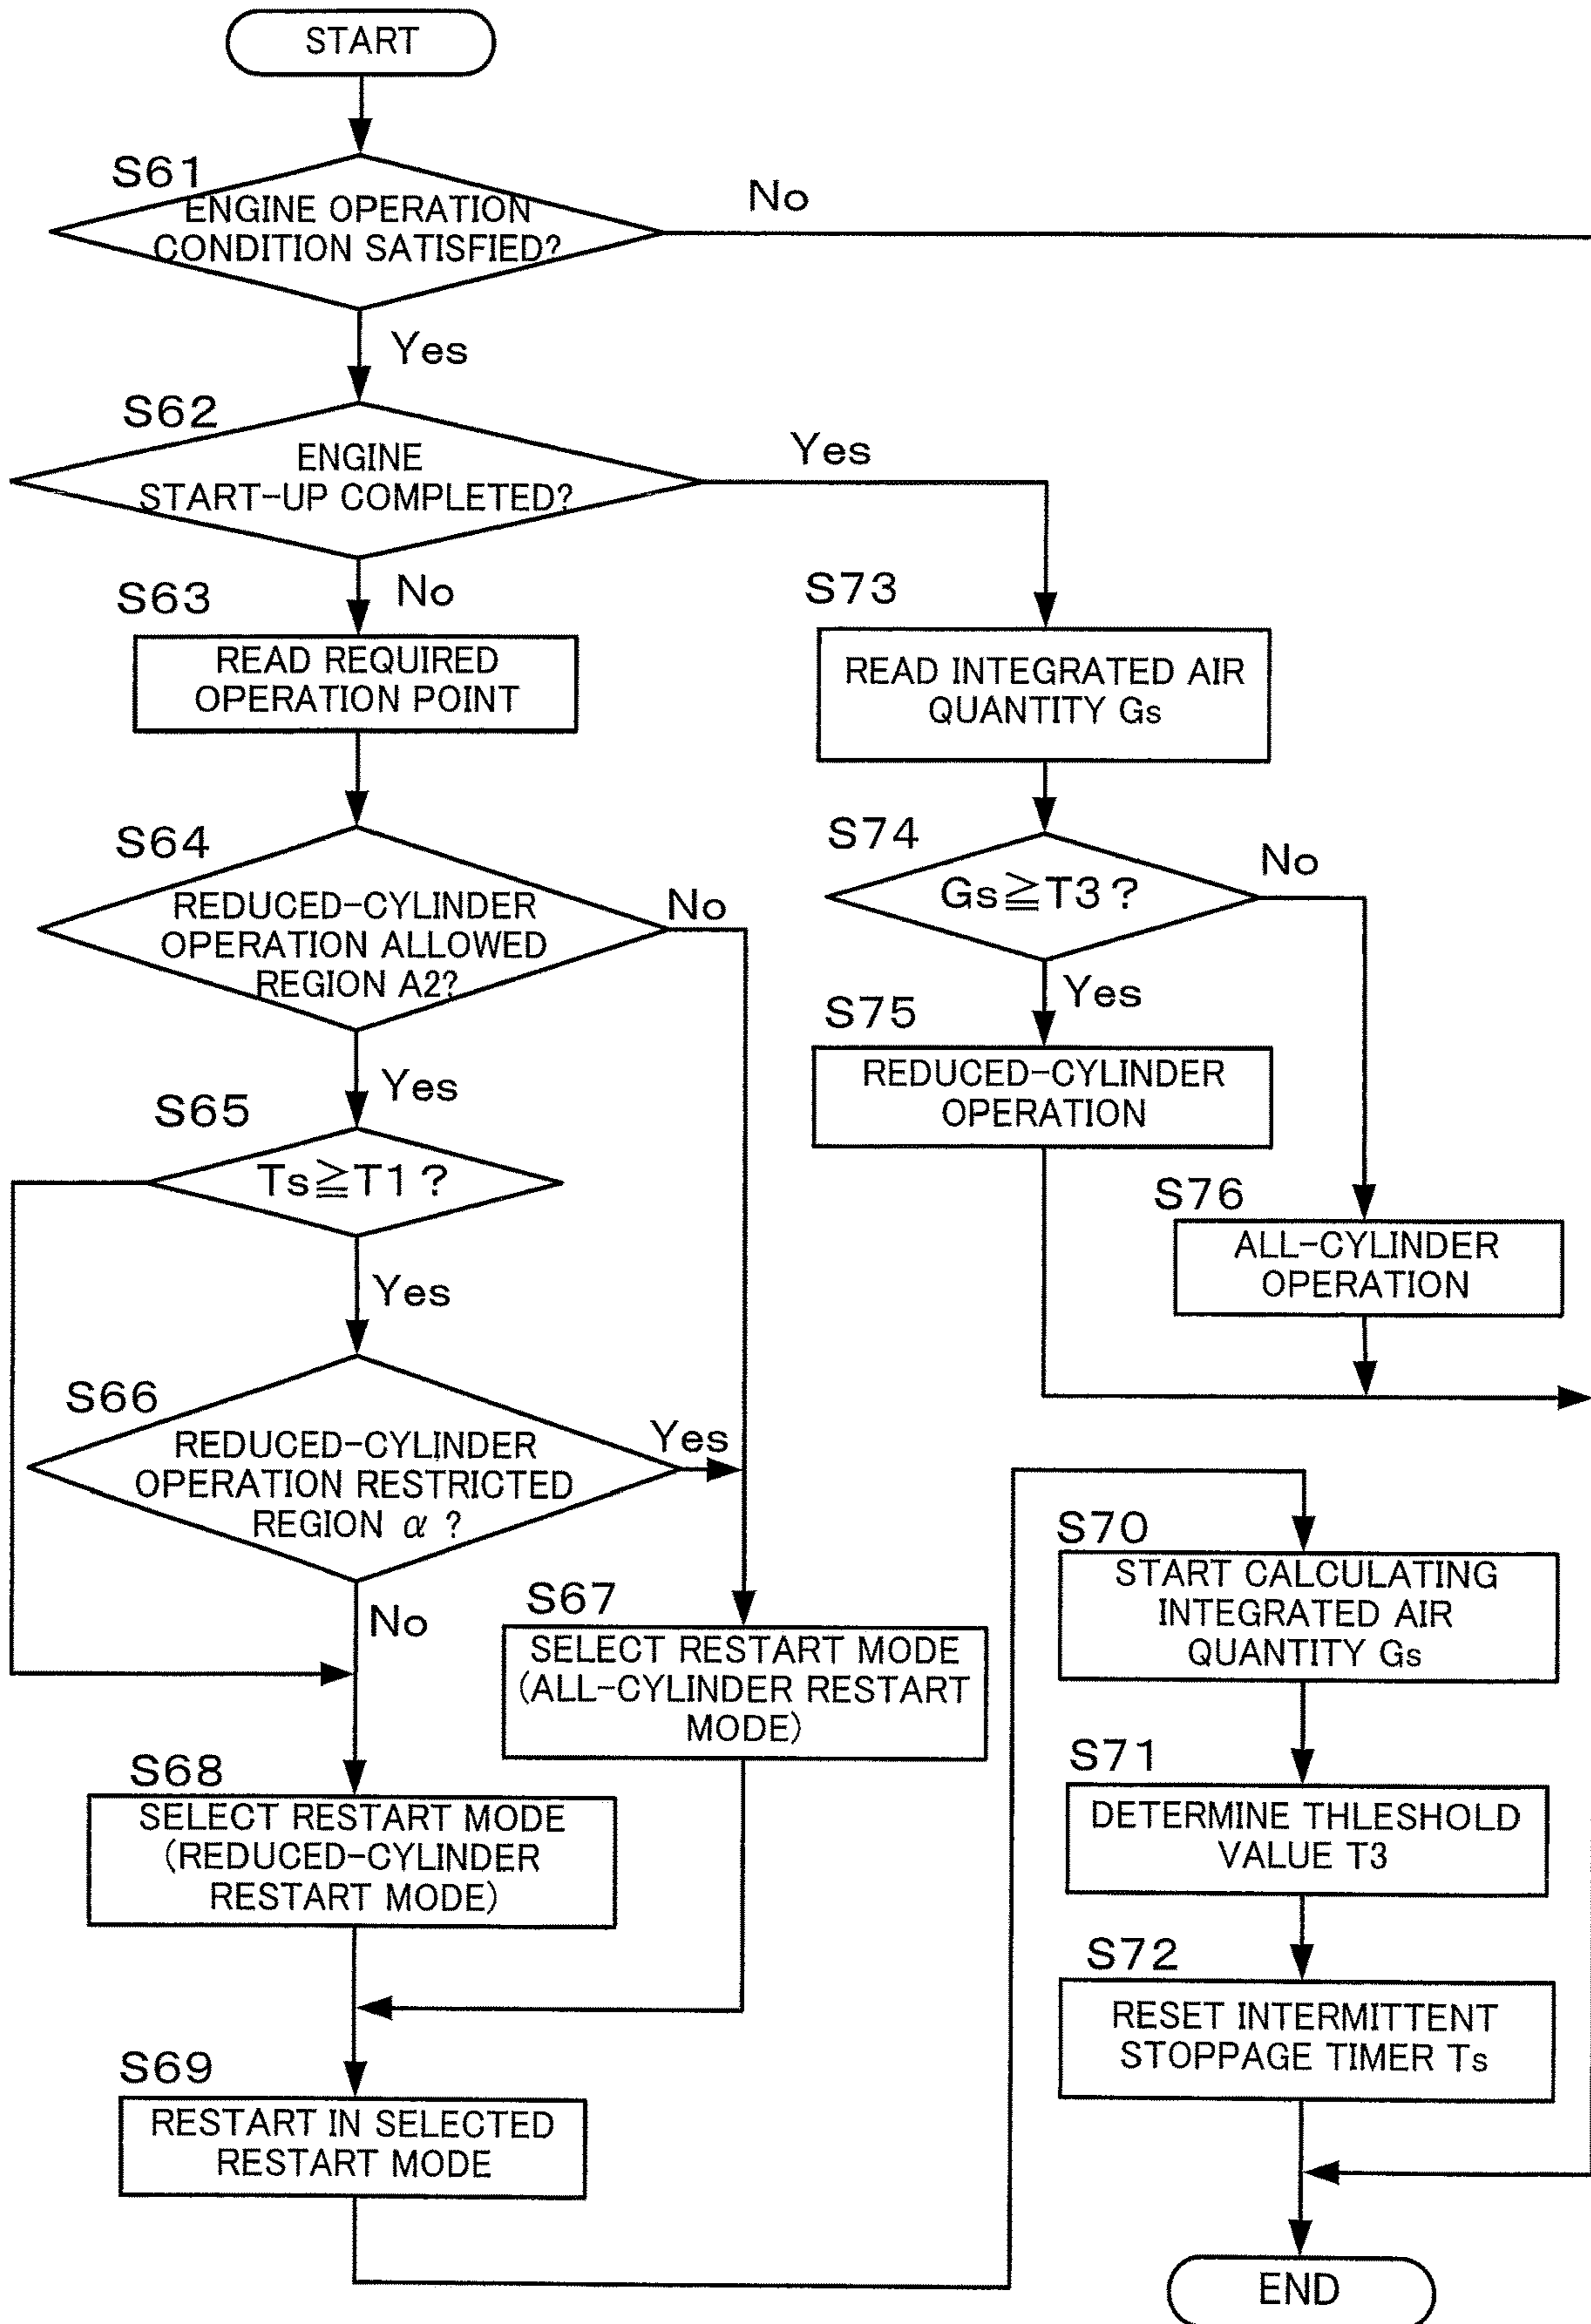 START
S61
ENGINE OPERATION
CONDITION SATISFIED?
No
Yes
S62
ENGINE
START-UP COMPLETED?
Yes
No
S63
READ REQUIRED
OPERATION POINT
S64
REDUCED-CYLINDER
OPERATION ALLOWED
REGION A2?
No
Yes
S65
Ts≧T1?
Yes
S66
REDUCED-CYLINDER
OPERATION RESTRICTED
REGION α ?
Yes
No
S67
SELECT RESTART MODE
(ALL-CYLINDER RESTART
MODE)
S68
SELECT RESTART MODE
(REDUCED-CYLINDER
RESTART MODE)
S69
RESTART IN SELECTED
RESTART MODE
S73
READ INTEGRATED AIR
QUANTITY Gs
S74
Gs≧T3?
No
Yes
S75
REDUCED-CYLINDER
OPERATION
S76
ALL-CYLINDER
OPERATION
S70
START CALCULATING
INTEGRATED AIR
QUANTITY Gs
S71
DETERMINE THLESHOLD
VALUE T3
S72
RESET INTERMITTENT
STOPPAGE TIMER Ts
END